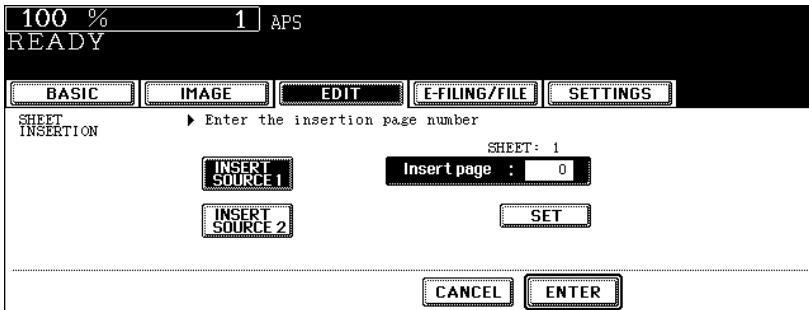 100 % 1 APS
READY
BASIC IMAGE EDIT E-FILING/FILE SETTINGS
SHEET INSERTION
Enter the insertion page number
SHEET: 1
INSERT SOURCE 1
Insert page : 0
INSERT SOURCE 2
SET
CANCEL ENTER